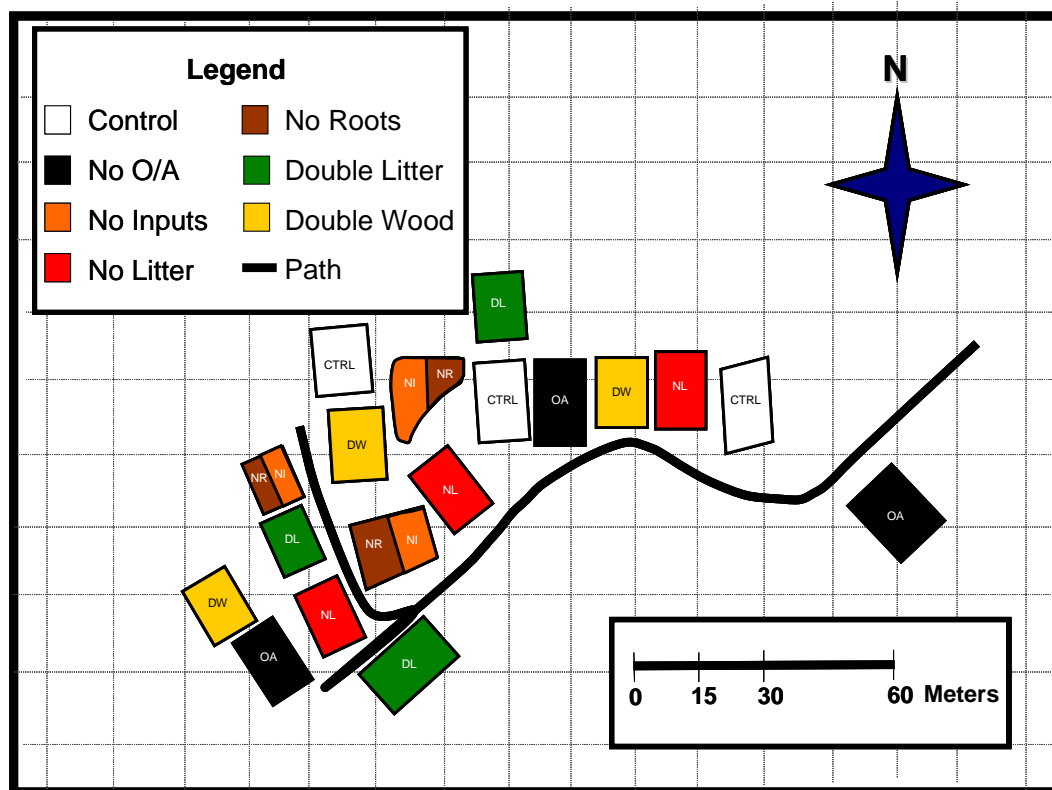 Legend
Control
No Roots
No O/A
Double Litter
No Inputs
Double Wood
No Litter
Path
N
DL
CTRL
NI
NR
CTRL
OA
DW
NL
CTRL
DW
NR
NI
NL
OA
DL
NR
NI
DW
NL
OA
DL
0 15 30 60 Meters